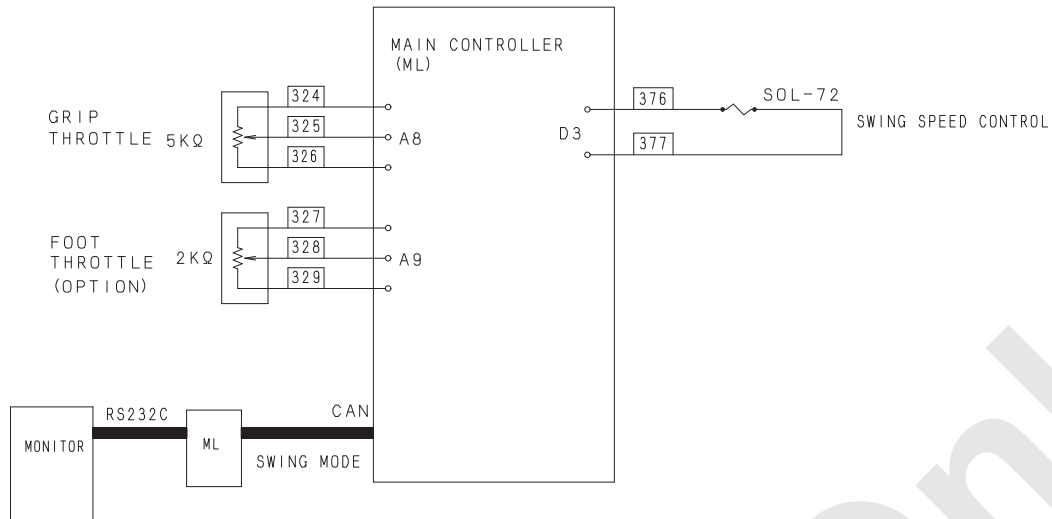 MAIN CONTROLLER
(ML)
GRIP
THROTTLE 5KΩ
324
325
326
A8
FOOT
THROTTLE 2KΩ
(OPTION)
327
328
329
A9
D3
376
377
SOL-72
SWING SPEED CONTROL
MONITOR
RS232C
ML
CAN
SWING MODE